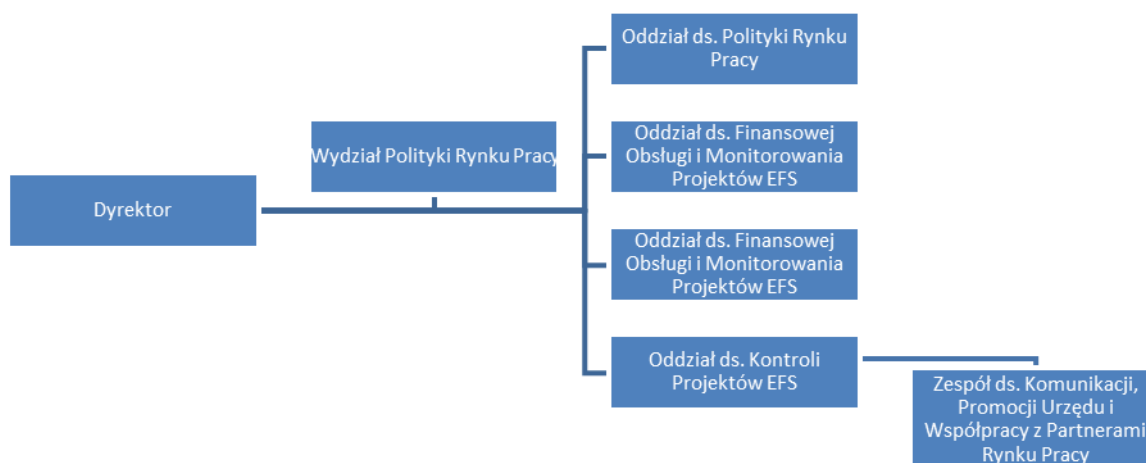 Dyrektor
Wydział Polityki Rynku Pracy
Oddział ds. Polityki Rynku
Pracy
Oddział ds. Finansowej
Obsługi i Monitorowania
Projektów EFS
Oddział ds. Finansowej
Obsługi i Monitorowania
Projektów EFS
Oddział ds. Kontroli
Projektów EFS
Zespół ds. Komunikacji,
Promocji Urzędu i
Współpracy z Partnerami
Rynku Pracy